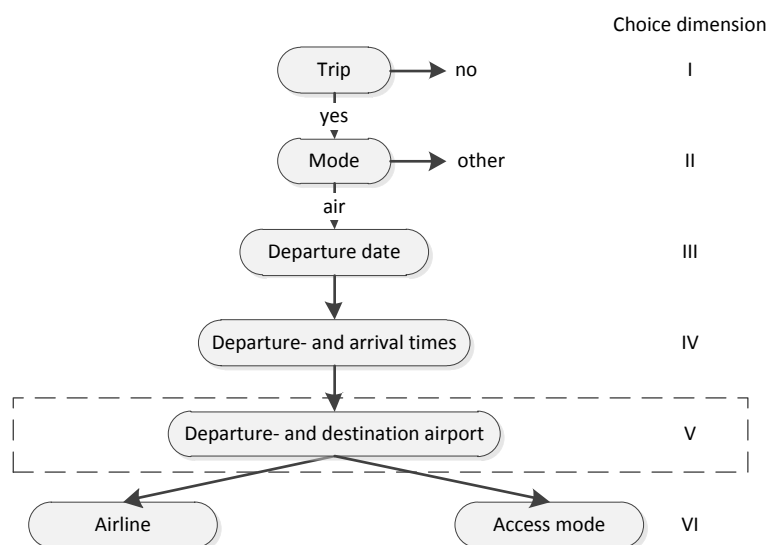 Choice dimension
Trip no I
yes
Mode other II
air
Departure date III
Departure- and arrival times IV
Departure- and destination airport V
Airline Access mode VI